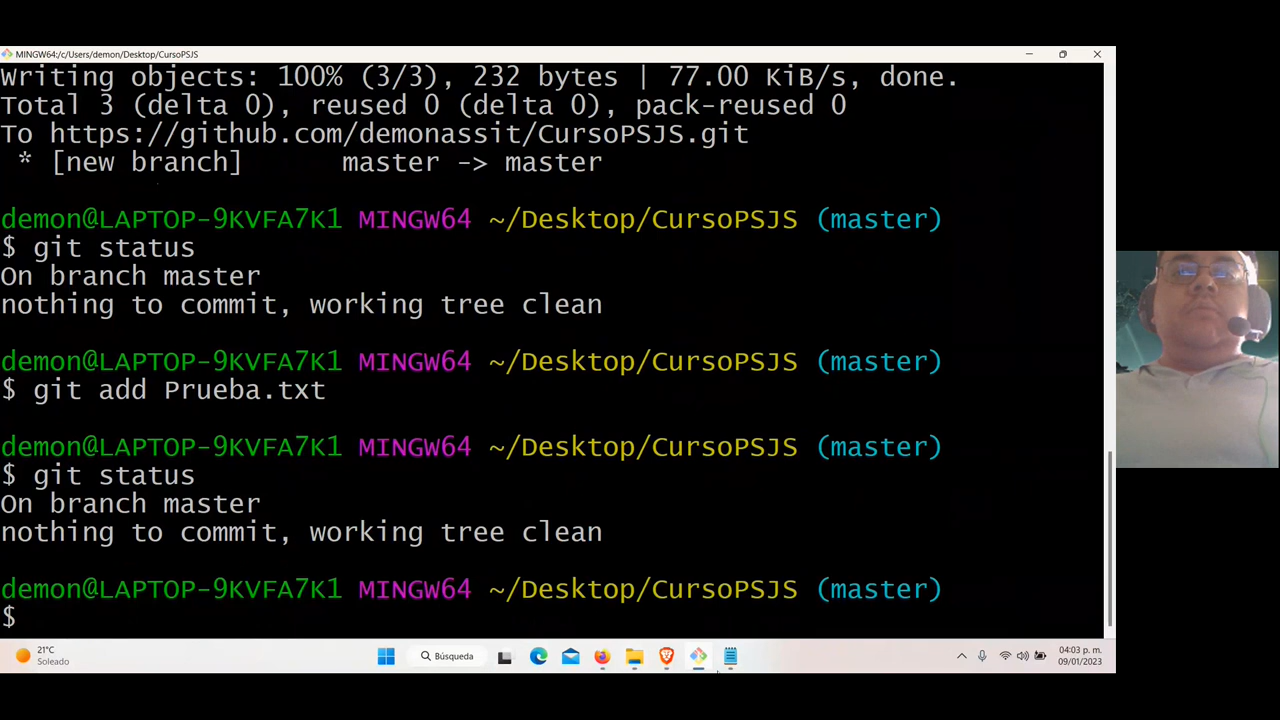 MINGW64:/c/Users/demon/Desktop/CursoPSJS
Writing objects: 100% (3/3), 232 bytes | 77.00 KiB/s, done.
Total 3 (delta 0), reused 0 (delta 0), pack-reused 0
To https://github.com/demonassit/CursoPSJS.git
 * [new branch]      master -> master
demon@LAPTOP-9KVFA7K1 MINGW64 ~/Desktop/CursoPSJS (master)
$ git status
On branch master
nothing to commit, working tree clean
demon@LAPTOP-9KVFA7K1 MINGW64 ~/Desktop/CursoPSJS (master)
$ git add Prueba.txt
demon@LAPTOP-9KVFA7K1 MINGW64 ~/Desktop/CursoPSJS (master)
$ git status
On branch master
nothing to commit, working tree clean
demon@LAPTOP-9KVFA7K1 MINGW64 ~/Desktop/CursoPSJS (master)
$
21°C
Soleado
Búsqueda
04:03 p. m.
09/01/2023